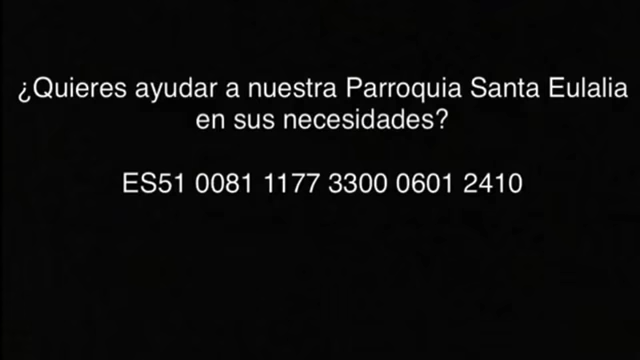 ¿Quieres ayudar a nuestra Parroquia Santa Eulalia
en sus necesidades?
ES51 0081 1177 3300 0601 2410